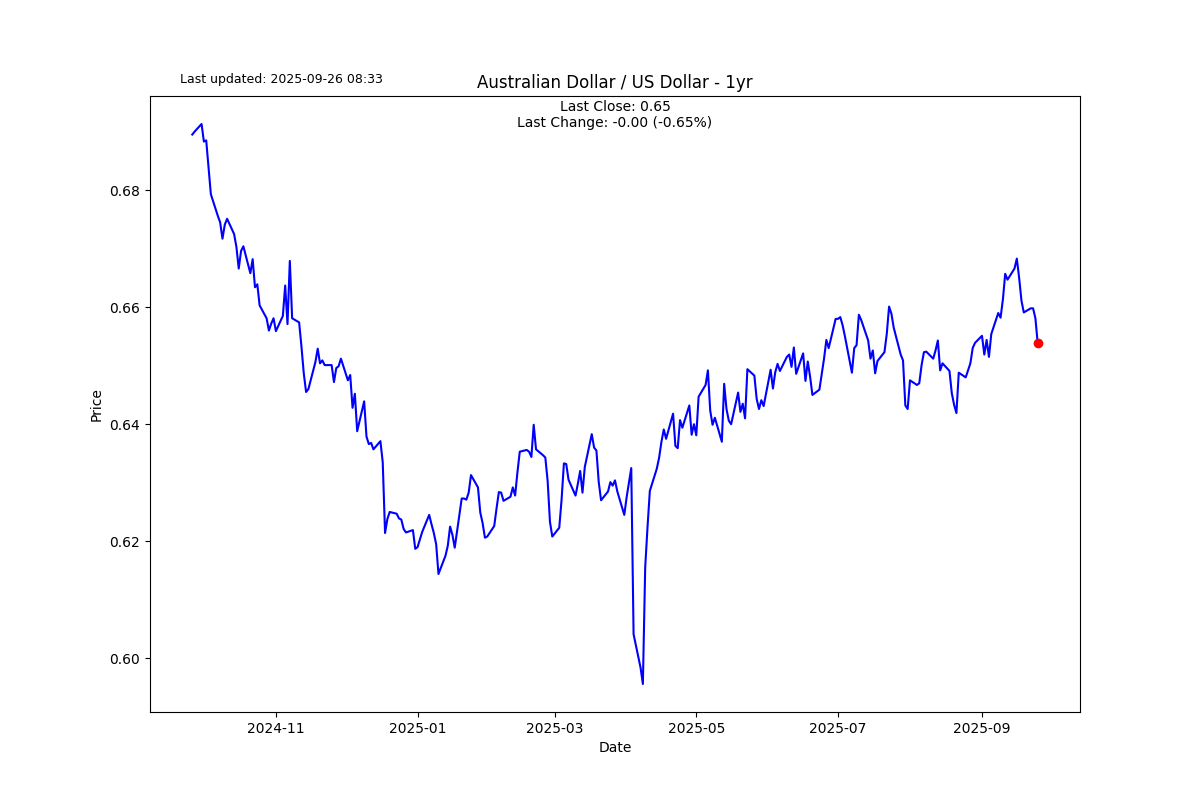 Last updated: 2025-09-26 08:33
Australian Dollar / US Dollar - 1yr
Last Close: 0.65
Last Change: -0.00 (-0.65%)
Price
0.68
0.66
0.64
0.62
0.60
2024-11
2025-01
2025-03
2025-05
2025-07
2025-09
Date